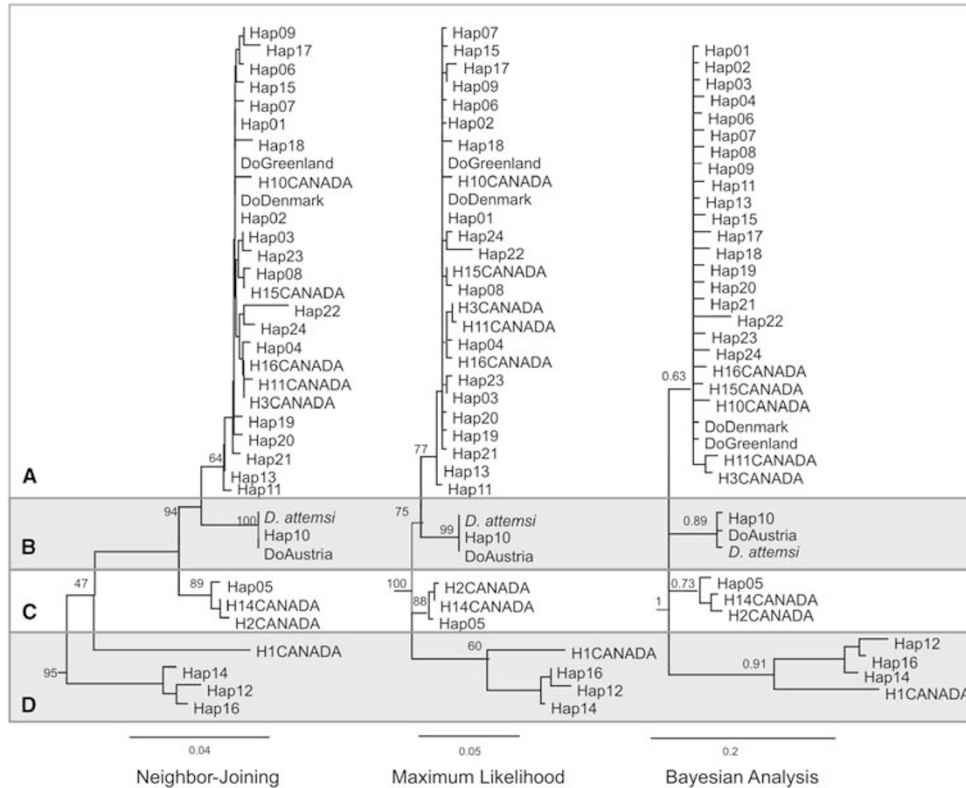 Hap09
Hap17
Hap06
Hap15
Hap07
Hap01
Hap18
DoGreenland
H10CANADA
DoDenmark
Hap02
Hap03
Hap23
Hap08
H15CANADA
Hap22
Hap24
Hap04
H16CANADA
H11CANADA
H3CANADA
Hap19
Hap20
Hap21
64
Hap13
Hap11
94
100
D. attemsi
Hap10
DoAustria
47
89
Hap05
H14CANADA
H2CANADA
H1CANADA
95
Hap14
Hap12
Hap16
0.04
Neighbor-Joining
Hap07
Hap15
Hap17
Hap09
Hap06
Hap02
Hap18
DoGreenland
H10CANADA
DoDenmark
Hap01
Hap24
Hap22
H15CANADA
Hap08
H3CANADA
H11CANADA
Hap04
H16CANADA
Hap23
Hap03
Hap20
Hap19
Hap21
77
Hap13
Hap11
75
99
D. attemsi
Hap10
DoAustria
100
88
H2CANADA
H14CANADA
Hap05
60
H1CANADA
Hap16
Hap12
Hap14
0.05
Maximum Likelihood
Hap01
Hap02
Hap03
Hap04
Hap06
Hap07
Hap08
Hap09
Hap11
Hap13
Hap15
Hap17
Hap18
Hap19
Hap20
Hap21
Hap22
Hap23
Hap24
0.63
H16CANADA
H15CANADA
H10CANADA
DoDenmark
DoGreenland
H11CANADA
H3CANADA
0.89
Hap10
DoAustria
D. attemsi
0.73
Hap05
H14CANADA
1
H2CANADA
Hap12
0.91
Hap16
Hap14
H1CANADA
0.2
Bayesian Analysis
A
B
C
D